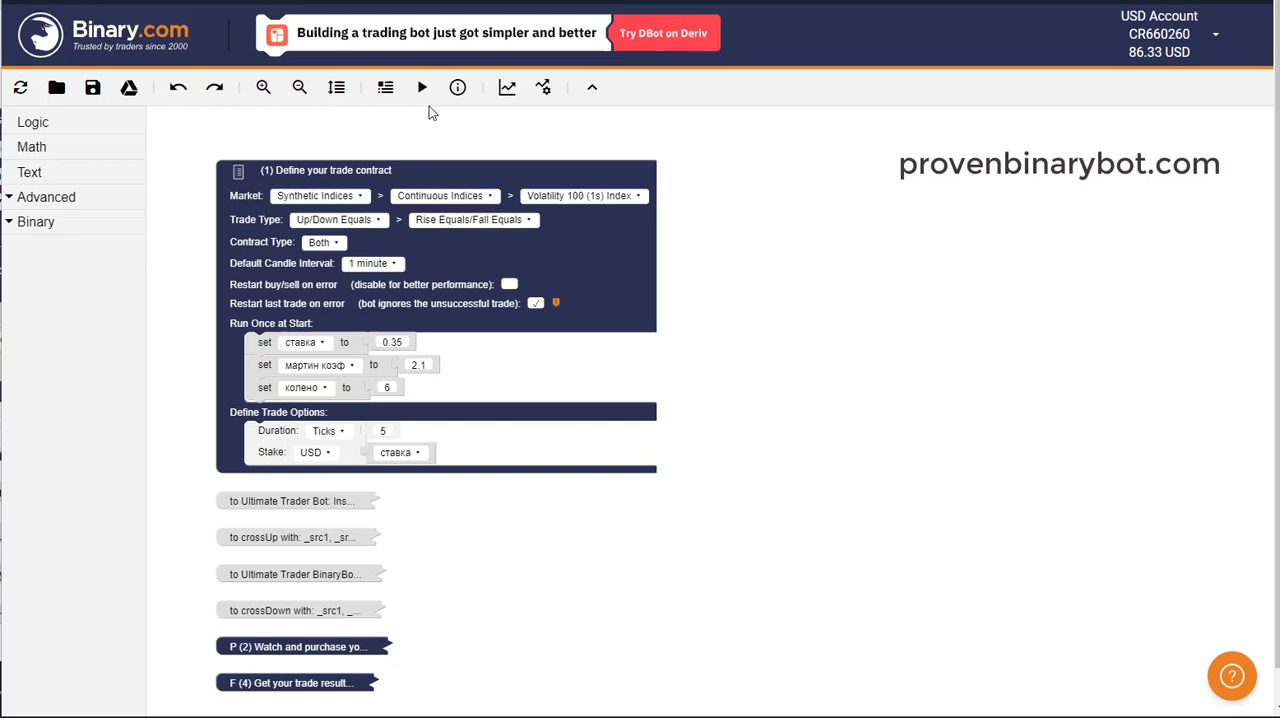 Binary.com
Trusted by traders since 2000
Building a trading bot just got simpler and better
Try DBot on Deriv
USD Account
CR660260
86.33 USD
Logic
Math
Text
Advanced
Binary
provenbinarybot.com
(1) Define your trade contract
Market: Synthetic Indices > Continuous Indices > Volatility 100 (1s) Index
Trade Type: Up/Down Equals > Rise Equals/Fall Equals
Contract Type: Both
Default Candle Interval: 1 minute
Restart buy/sell on error (disable for better performance):
Restart last trade on error (bot ignores the unsuccessful trade): ✓
Run Once at Start:
set ставка to 0.35
set мартин коэф to 2.1
set колено to 6
Define Trade Options:
Duration: Ticks 5
Stake: USD ставка
to Ultimate Trader Bot: Ins...
to crossUp with: _src1, _sr...
to Ultimate Trader BinaryBo...
to crossDown with: _src1, _...
P (2) Watch and purchase yo...
F (4) Get your trade result...
?